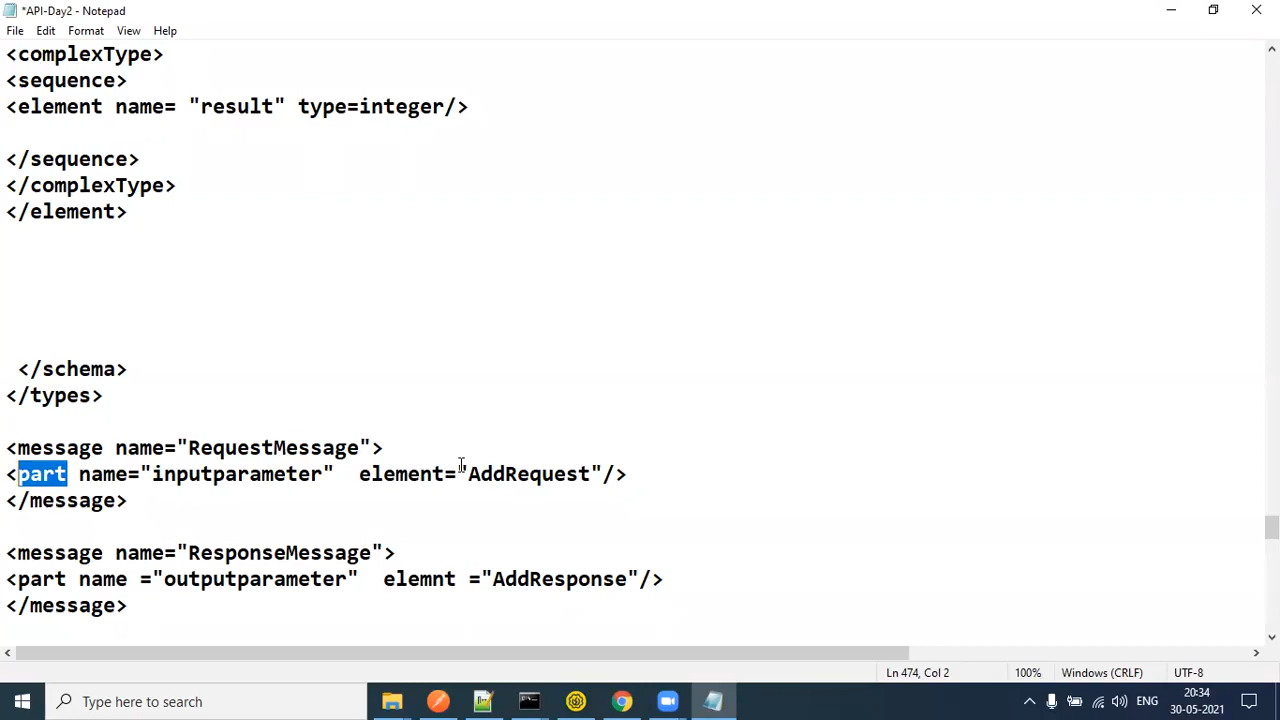 *API-Day2 - Notepad
File Edit Format View Help
<complexType>
<sequence>
<element name= "result" type=integer/>
</sequence>
</complexType>
</element>
</schema>
</types>
<message name="RequestMessage">
<part name="inputparameter" element="AddRequest"/>
</message>
<message name="ResponseMessage">
<part name ="outputparameter" elemnt ="AddResponse"/>
</message>
Ln 474, Col 2 100% Windows (CRLF) UTF-8
Type here to search
ENG
20:34
30-05-2021